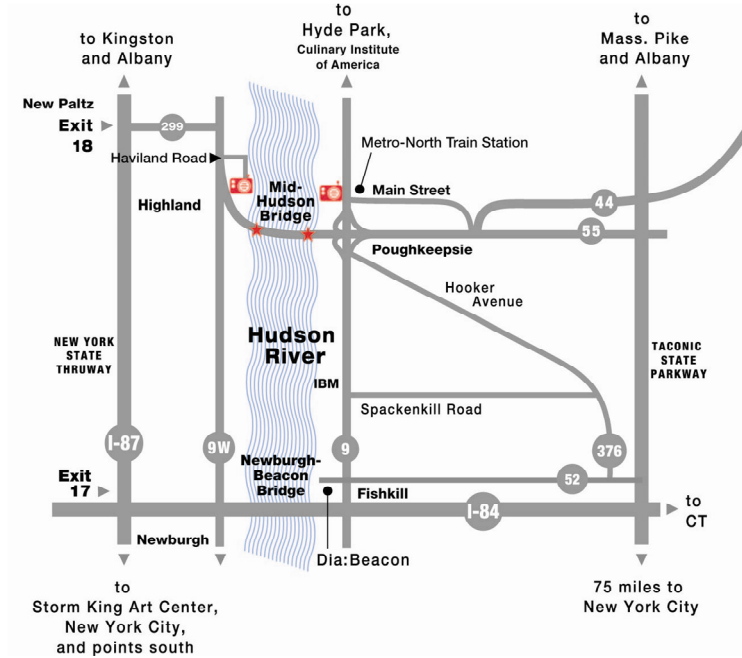 to
Hyde Park,
Culinary Institute
of America
to Kingston
and Albany
to
Mass. Pike
and Albany
New Paltz
Exit
18
299
Haviland Road
Metro-North Train Station
Main Street
Highland
Mid-
Hudson
Bridge
44
55
Poughkeepsie
Hooker
Avenue
Hudson
River
NEW YORK
STATE
THRUWAY
TACONIC
STATE
PARKWAY
IBM
Spackenkill Road
I-87
9W
9
376
Newburgh-
Beacon
Bridge
52
Exit
17
Fishkill
I-84
to
CT
Newburgh
Dia:Beacon
to
Storm King Art Center,
New York City,
and points south
75 miles to
New York City